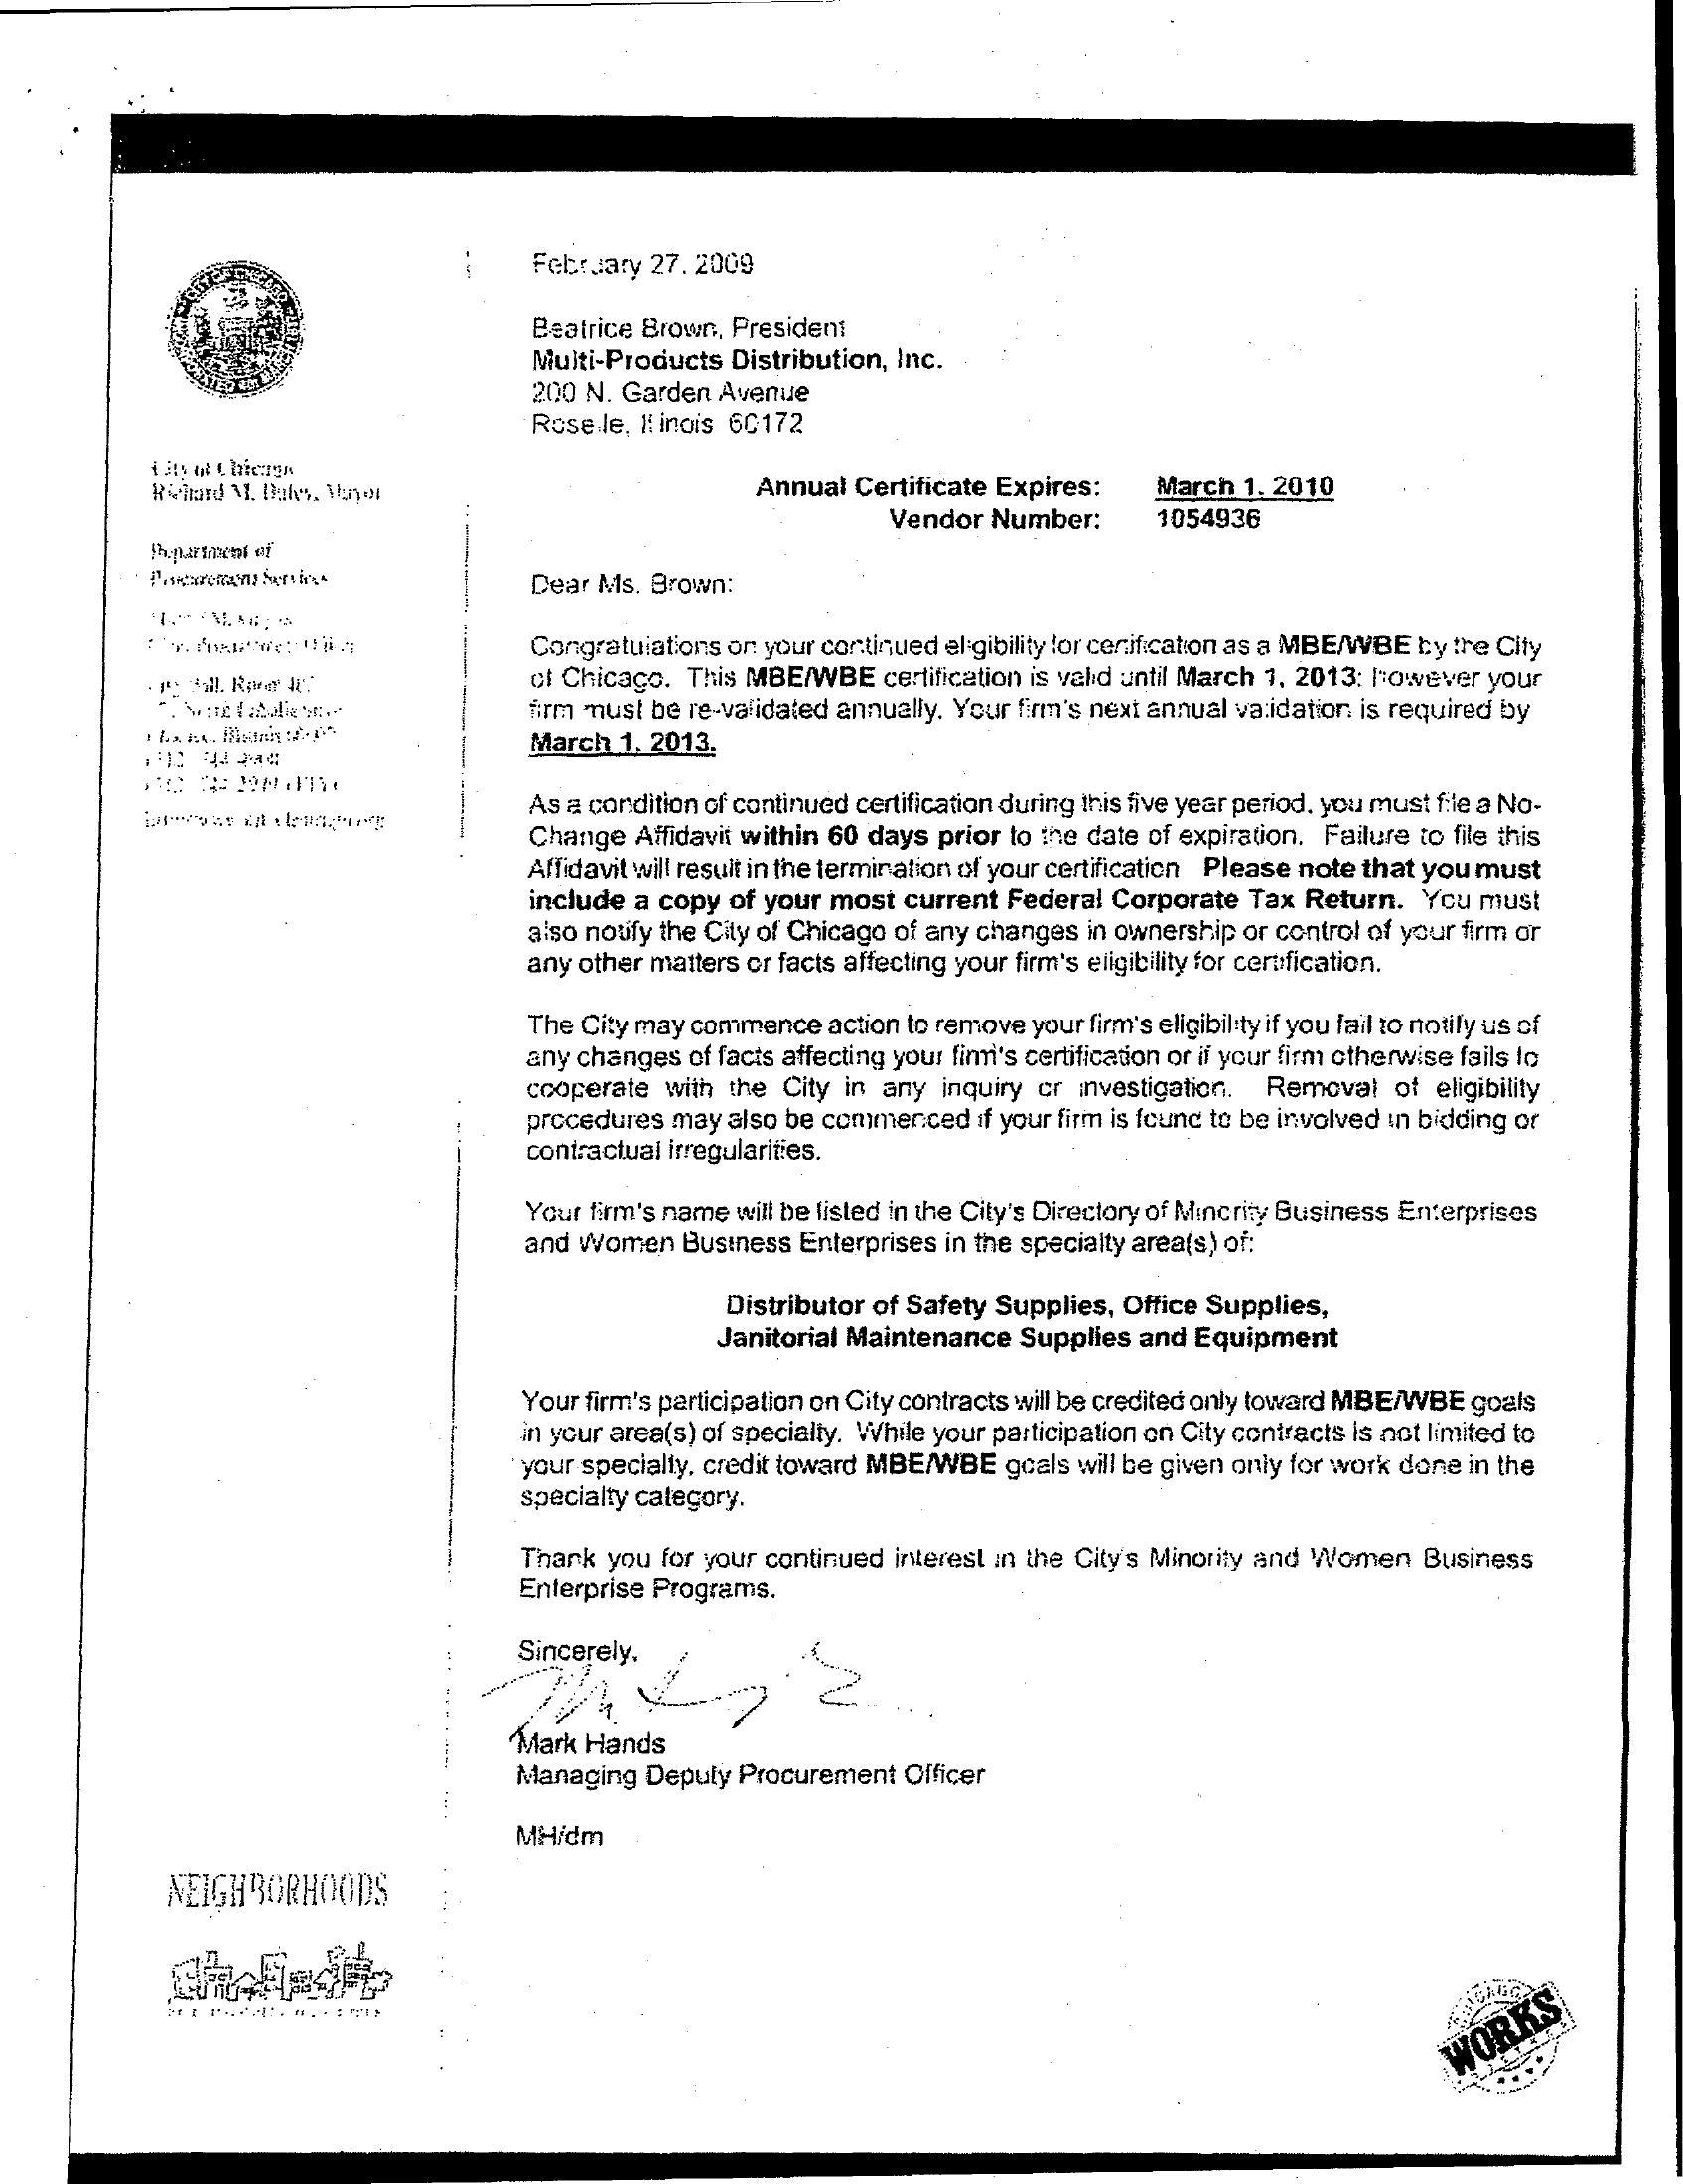 February 27, 2009
Beatrice Brown, President
Multi-Products Distribution, Inc.
200 N. Garden Avenue
Roselle, Illinois 60172
City of Chicago
Richard M. Daley, Mayor
Annual Certificate Expires: March 1, 2010
Vendor Number: 1054936
Department of
Procurement Services
Dear Ms. Brown:
Congratulations on your continued eligibility for certification as a MBE/WBE by the City
of Chicago. This MBE/WBE certification is valid until March 1, 2013; however your
firm must be re-validated annually. Your firm's next annual validation is required by
March 1, 2013.
As a condition of continued certification during this five year period, you must file a No-
Change Affidavit within 60 days prior to the date of expiration. Failure to file this
Affidavit will result in the termination of your certification Please note that you must
include a copy of your most current Federal Corporate Tax Return. You must
also notify the City of Chicago of any changes in ownership or control of your firm or
any other matters or facts affecting your firm's eligibility for certification.
The City may commence action to remove your firm's eligibility if you fail to notify us of
any changes of facts affecting your firm's certification or if your firm otherwise fails to
cooperate with the City in any inquiry or investigation. Removal of eligibility
procedures may also be commenced if your firm is found to be involved in bidding or
contractual irregularities.
Your firm's name will be listed in the City's Directory of Minority Business Enterprises
and Women Business Enterprises in the specialty area(s) of:
Distributor of Safety Supplies, Office Supplies,
Janitorial Maintenance Supplies and Equipment
Your firm's participation on City contracts will be credited only toward MBE/WBE goals
in your area(s) of specialty. While your participation on City contracts is not limited to
your specialty, credit toward MBE/WBE goals will be given only for work done in the
specialty category.
Thank you for your continued interest in the City's Minority and Women Business
Enterprise Programs.
Sincerely,
Mark Hands
Managing Deputy Procurement Officer
MH/dm
NEIGHBORHOODS
CHICAGO
WORKS